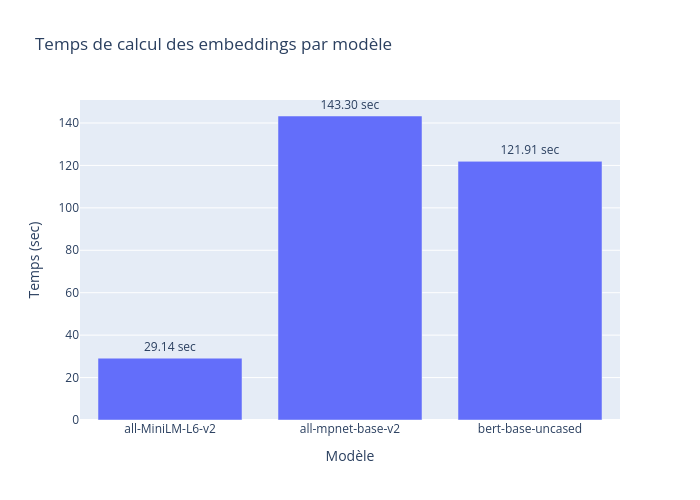 Temps de calcul des embeddings par modèle
143.30 sec
121.91 sec
29.14 sec
140
120
100
80
60
40
20
0
Temps (sec)
all-MiniLM-L6-v2
all-mpnet-base-v2
bert-base-uncased
Modèle